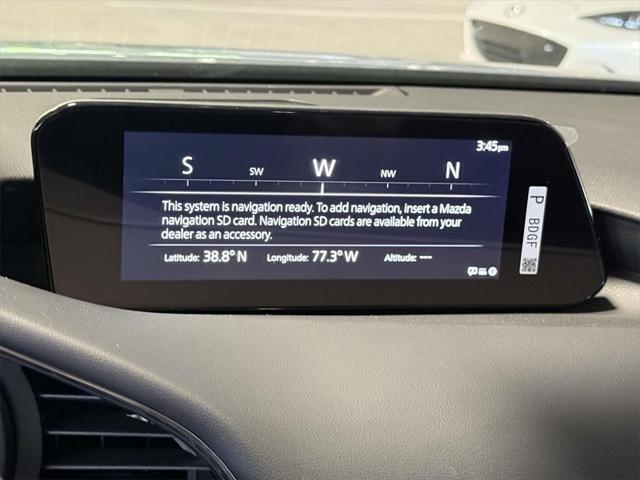 3:45pm
S SW W NW N
This system is navigation ready. To add navigation, insert a Mazda
navigation SD card. Navigation SD cards are available from your
dealer as an accessory.
Latitude: 38.8° N Longitude: 77.3° W Altitude: ---
P BDGF